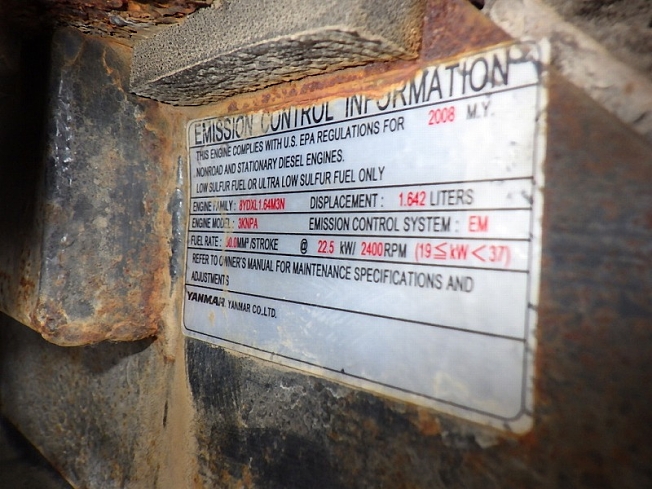 EMISSION CONTROL INFORMATION
THIS ENGINE COMPLIES WITH U.S. EPA REGULATIONS FOR 2008 M.Y.
NONROAD AND STATIONARY DIESEL ENGINES.
LOW SULFUR FUEL OR ULTRA LOW SULFUR FUEL ONLY
ENGINE FAMILY : 8YDXL1.64M3N DISPLACEMENT : 1.642 LITERS
ENGINE MODEL : 3KNPA EMISSION CONTROL SYSTEM : EM
FUEL RATE : MM³ /STROKE @ 22.5 kW/ 2400RPM (19≦kW<37)
REFER TO OWNER'S MANUAL FOR MAINTENANCE SPECIFICATIONS AND
ADJUSTMENTS
YANMAR YANMAR CO.,LTD.